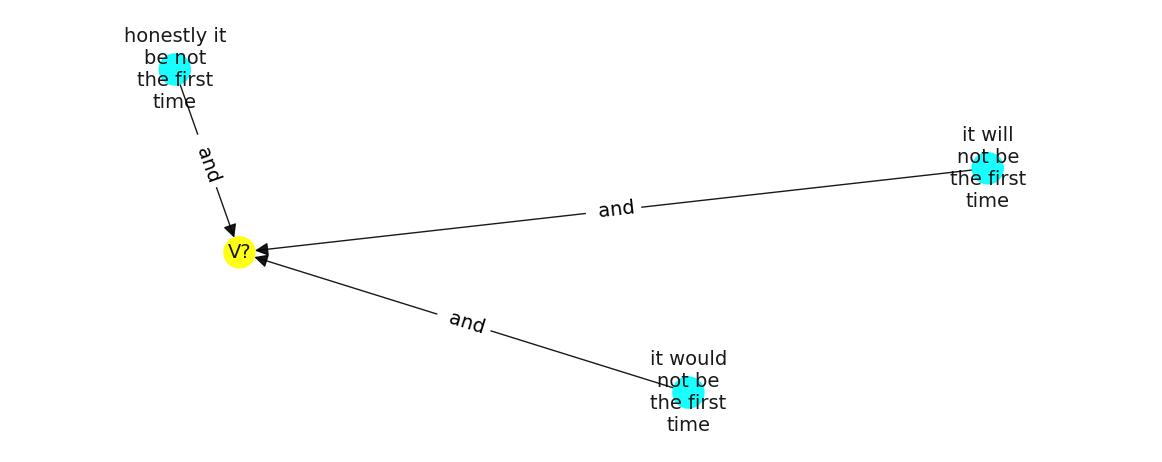 honestly it
be not
the first
time
it will
not be
the first
time
and
and
V?
and
it would
not be
the first
time